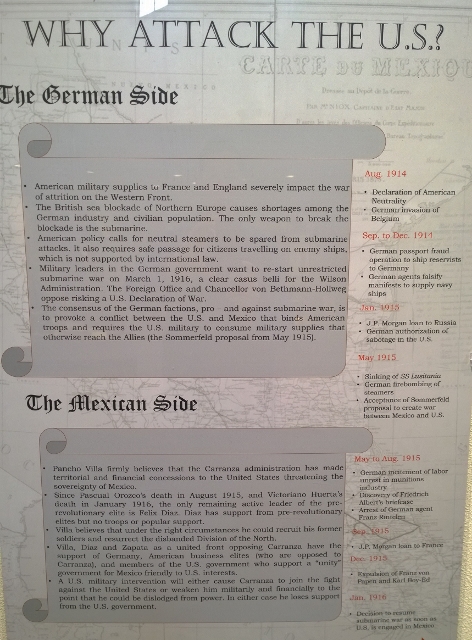 WHY ATTACK THE U.S.?
CARTE DU MEXIQU
The German Side
• American military supplies to France and England severely impact the war
of attrition on the Western Front.
• The British sea blockade of Northern Europe causes shortages among the
German industry and civilian population. The only weapon to break the
blockade is the submarine.
• American policy calls for neutral steamers to be spared from submarine
attacks. It also requires safe passage for citizens travelling on enemy ships,
which is not supported by international law.
• Military leaders in the German government want to re-start unrestricted
submarine war on March 1, 1916, a clear casus belli for the Wilson
Administration. The Foreign Office and Chancellor von Bethmann-Hollweg
oppose risking a U.S. Declaration of War.
• The consensus of the German factions, pro and against submarine war, is
to provoke a conflict between the U.S. and Mexico that binds American
troops and requires the U.S. military to consume military supplies that
otherwise reach the Allies (the Sommerfeld proposal from May 1915).
The Mexican Side
• Pancho Villa firmly believes that the Carranza administration has made
territorial and financial concessions to the United States threatening the
sovereignty of Mexico.
• Since Pascual Orozco's death in August 1915, and Victoriano Huerta's
death in January 1916, the only remaining active leader of the pre-
revolutionary elite is Felix Diaz. Diaz has support from pre-revolutionary
elites but no troops or popular support.
• Villa believes that under the right circumstances he could recruit his former
soldiers and resurrect the disbanded Division of the North.
• Villa, Diaz and Zapata as a united front opposing Carranza have the
support of Germany, American business elites (who are opposed to
Carranza), and members of the U.S. government who support a "unity"
government for Mexico friendly to U.S. interests.
• A U.S. military intervention will either cause Carranza to join the fight
against the United States or weaken him militarily and financially to the
point that he could be dislodged from power. In either case he loses support
from the U.S. government.
Aug. 1914
• Declaration of American
Neutrality
• German invasion of
Belgium
Sep. to Dec. 1914
• German passport fraud
operation to ship reservists
to Germany
• German agents falsify
manifests to supply navy
ships
Jan. 1915
• J.P. Morgan loan to Russia
• German authorization of
sabotage in the U.S.
May 1915
• Sinking of SS Lusitania
• German firebombing of
steamers
• Acceptance of Sommerfeld
proposal to create war
between Mexico and U.S.
May to Aug. 1915
• German incitement of labor
unrest in munitions
industry
• Discovery of Friedrich
Albert's briefcase
• Arrest of German agent
Franz
Sep. 1915
• J.P. Morgan loan to France
Dec. 1915
• Expulsion of Franz von
Papen and Karl Boy-Ed
Jan. 1916
• Decision to resume
submarine war as soon as
U.S. is engaged in Mexico